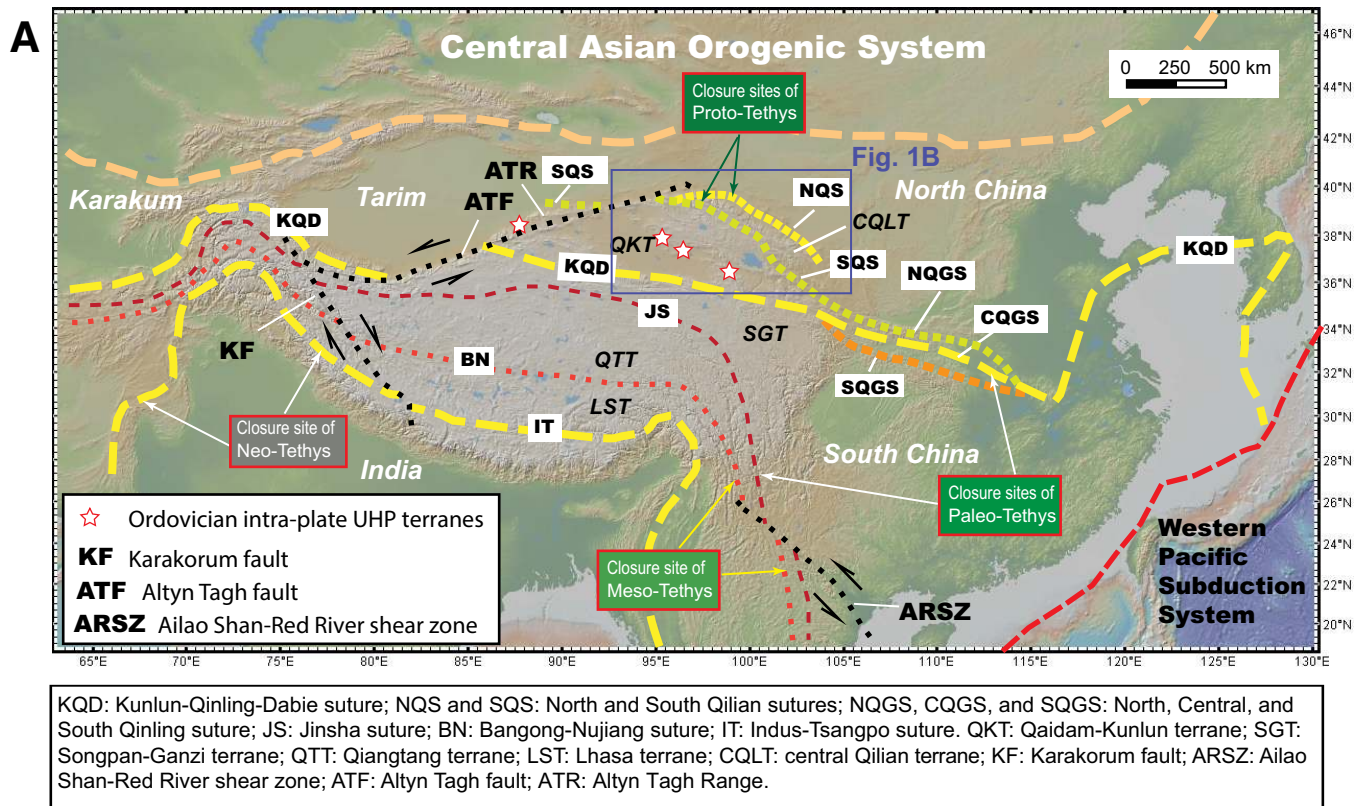 A
Central Asian Orogenic System
0 250 500 km
46°N
44°N
42°N
40°N
38°N
36°N
34°N
32°N
30°N
28°N
26°N
24°N
22°N
20°N
Closure sites of
Proto-Tethys
Fig. 1B
Karakum
Tarim
ATR
SQS
ATF
NQS
North China
CQLT
KQD
QKT
KQD
SQS
NQGS
KQD
JS
SGT
CQGS
KF
BN
QTT
SQGS
LST
Closure site of
Neo-Tethys
IT
India
South China
Closure sites of
Paleo-Tethys
Closure site of
Meso-Tethys
ARSZ
Western
Pacific
Subduction
System
Ordovician intra-plate UHP terranes
KF Karakorum fault
ATF Altyn Tagh fault
ARSZ Ailao Shan-Red River shear zone
65°E 70°E 75°E 80°E 85°E 90°E 95°E 100°E 105°E 110°E 115°E 120°E 125°E 130°E
KQD: Kunlun-Qinling-Dabie suture; NQS and SQS: North and South Qilian sutures; NQGS, CQGS, and SQGS: North, Central, and
South Qinling suture; JS: Jinsha suture; BN: Bangong-Nujiang suture; IT: Indus-Tsangpo suture. QKT: Qaidam-Kunlun terrane; SGT:
Songpan-Ganzi terrane; QTT: Qiangtang terrane; LST: Lhasa terrane; CQLT: central Qilian terrane; KF: Karakorum fault; ARSZ: Ailao
Shan-Red River shear zone; ATF: Altyn Tagh fault; ATR: Altyn Tagh Range.